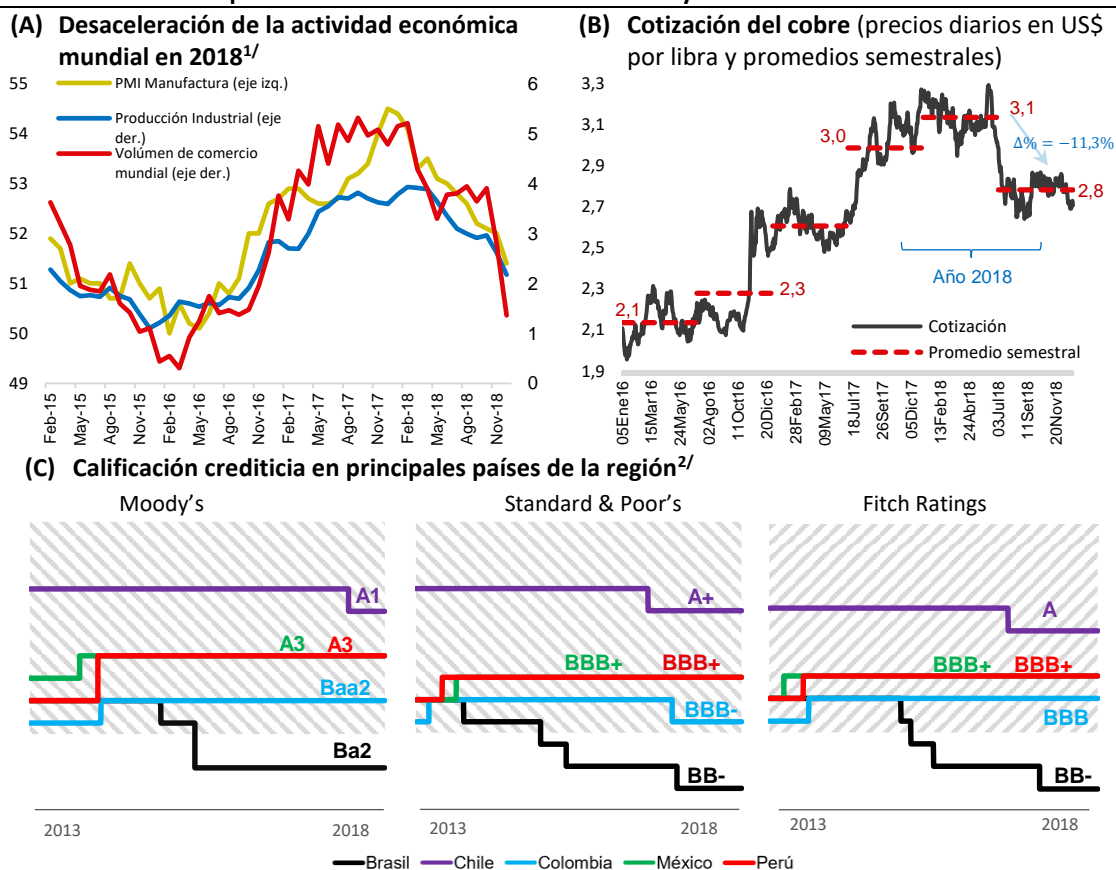 (A) Desaceleración de la actividad económica
mundial en 2018¹/
55
54
53
52
51
50
49
PMI Manufactura (eje izq.)
Producción Industrial (eje
der.)
Volúmen de comercio
mundial (eje der.)
6
5
4
3
2
1
0
Feb-15
May-15
Ago-15
Nov-15
Feb-16
May-16
Ago-16
Nov-16
Feb-17
May-17
Ago-17
Nov-17
Feb-18
May-18
Ago-18
Nov-18
(B) Cotización del cobre (precios diarios en US$
por libra y promedios semestrales)
3,3
3,1
2,9
2,7
2,5
2,3
2,1
1,9
2,1
2,3
3,0
3,1
Δ% = −11,3%
2,8
Año 2018
Cotización
Promedio semestral
05Ene16
15Mar16
24May16
02Ago16
11Oct16
20Dic16
28Feb17
09May17
18Jul17
26Set17
05Dic17
13Feb18
24Abr18
03Jul18
11Set18
20Nov18
(C) Calificación crediticia en principales países de la región²/
Moody's
A1
A3 A3
Baa2
Ba2
2013 2018
Standard & Poor's
A+
BBB+ BBB+
BBB-
BB-
2013 2018
Fitch Ratings
A
BBB+ BBB+
BBB
BB-
2013 2018
Brasil Chile Colombia México Perú